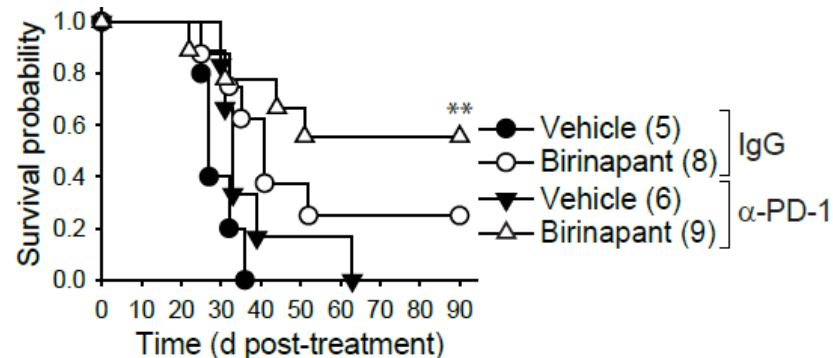 Survival probability
1.0
0.8
0.6
0.4
0.2
0.0
0 10 20 30 40 50 60 70 80 90
Time (d post-treatment)
**
Vehicle (5)
Birinapant (8)
IgG
Vehicle (6)
Birinapant (9)
α-PD-1